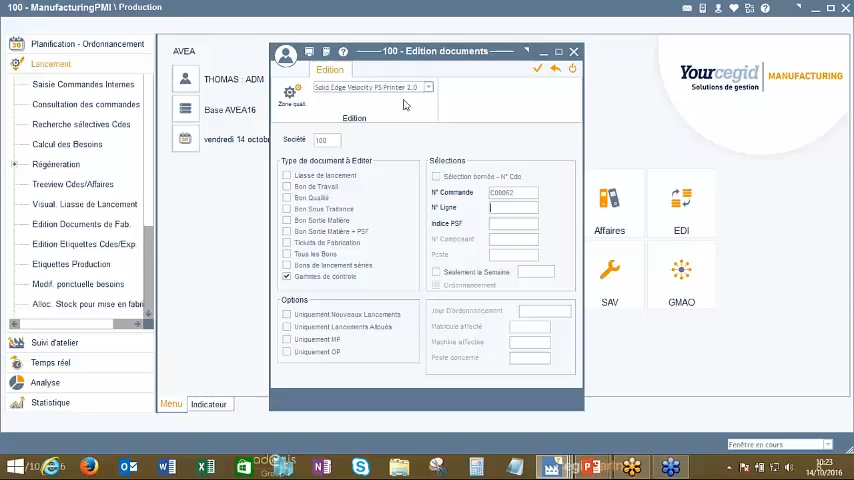 100 - ManufacturingPMI \ Production
Planification - Ordonnancement
Lancement
Saisie Commandes Internes
Consultation des commandes
Recherche sélectives Cdes
Calcul des Besoins
Régénération
Treeview Cdes/Affaires
Visual. Liasse de Lancement
Edition Documents de Fab.
Edition Etiquettes Cdes/Exp.
Etiquettes Production
Modif. ponctuelle besoins
Alloc. Stock pour mise en fabri
Suivi d'atelier
Temps réel
Analyse
Statistique
AVEA
THOMAS : ADM
Base AVEA16
vendredi 14 octob
Menu
Indicateur
100 - Edition documents
Edition
Zone quali.
Solid Edge Velocity PS Printer 2.0
Edition
Société
100
Type de document à Editer
Liasse de lancement
Bon de Travail
Bon Qualité
Bon Sous Traitance
Bon Sortie Matière
Bon Sortie Matière + PSF
Tickets de Fabrication
Tous les Bons
Bons de lancement séries
Gammes de controle
Options
Uniquement Nouveaux Lancements
Uniquement Lancements Alloués
Uniquement MP
Uniquement OP
Sélections
Sélection bornée - N° Cde
N° Commande
C00062
N° Ligne
Indice PSF
N° Composant
Poste
Seulement la Semaine
Ordonnancement
Jour D'ordonnancement
Matricule affecté
Machine affectée
Poste concerné
Yourcegid
Solutions de gestion
MANUFACTURING
Affaires
EDI
SAV
GMAO
Fenêtre en cours
10:23
14/10/2016